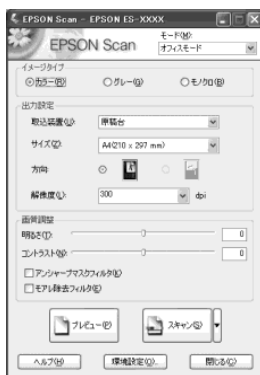 EPSON Scan - EPSON ES-XXXX
EPSON Scan
モード(M):
オフィスモード
イメージタイプ
カラー(R) グレー(G) モノクロ(B)
出力設定
取込装置(U): 原稿台
サイズ(Z): A4(210 x 297 mm)
方向:
解像度(L): 300 dpi
画質調整
明るさ(T): 0
コントラスト(N): 0
アンシャープマスクフィルタ(K)
モアレ除去フィルタ(E)
プレビュー(P) スキャン(S)
ヘルプ(H) 環境設定(O). 閉じる(C)